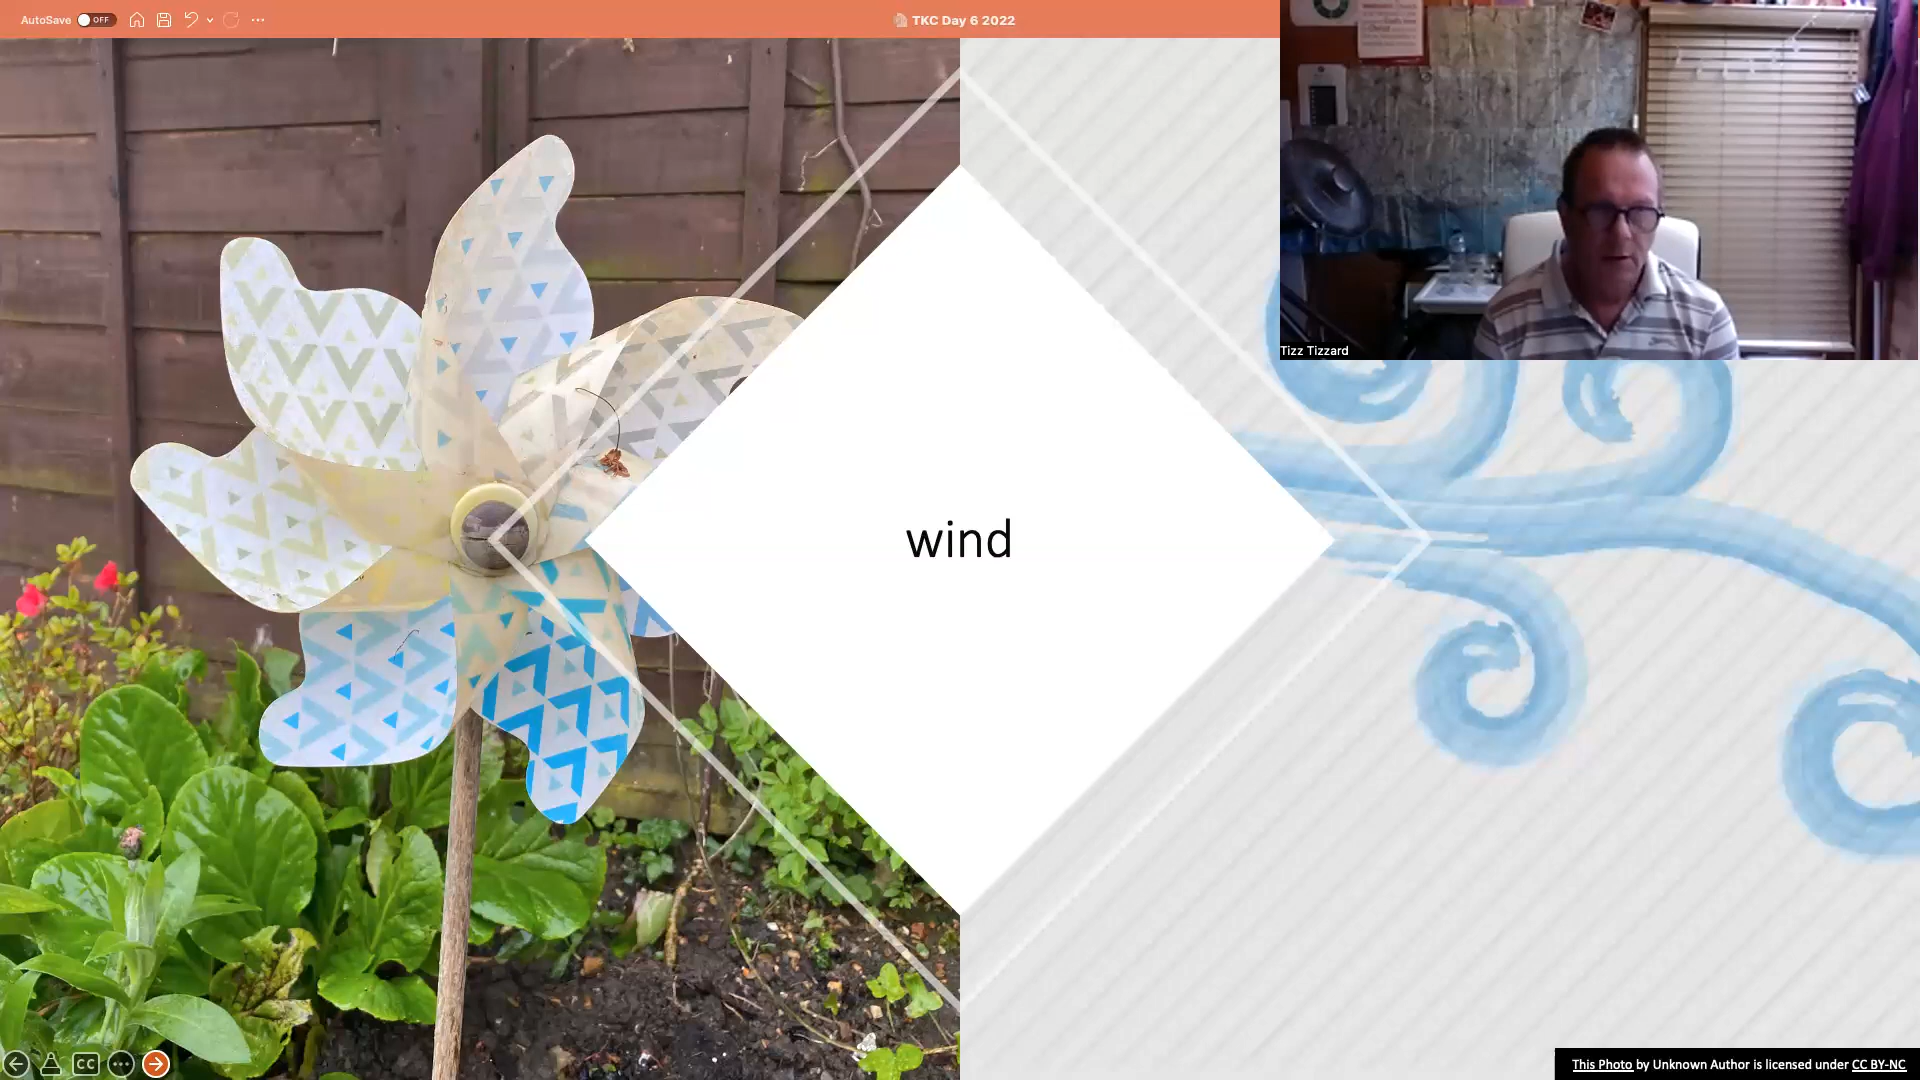 AutoSave OFF
TKC Day 6 2022
Tizz Tizzard
wind
CC
This Photo by Unknown Author is licensed under CC BY-NC